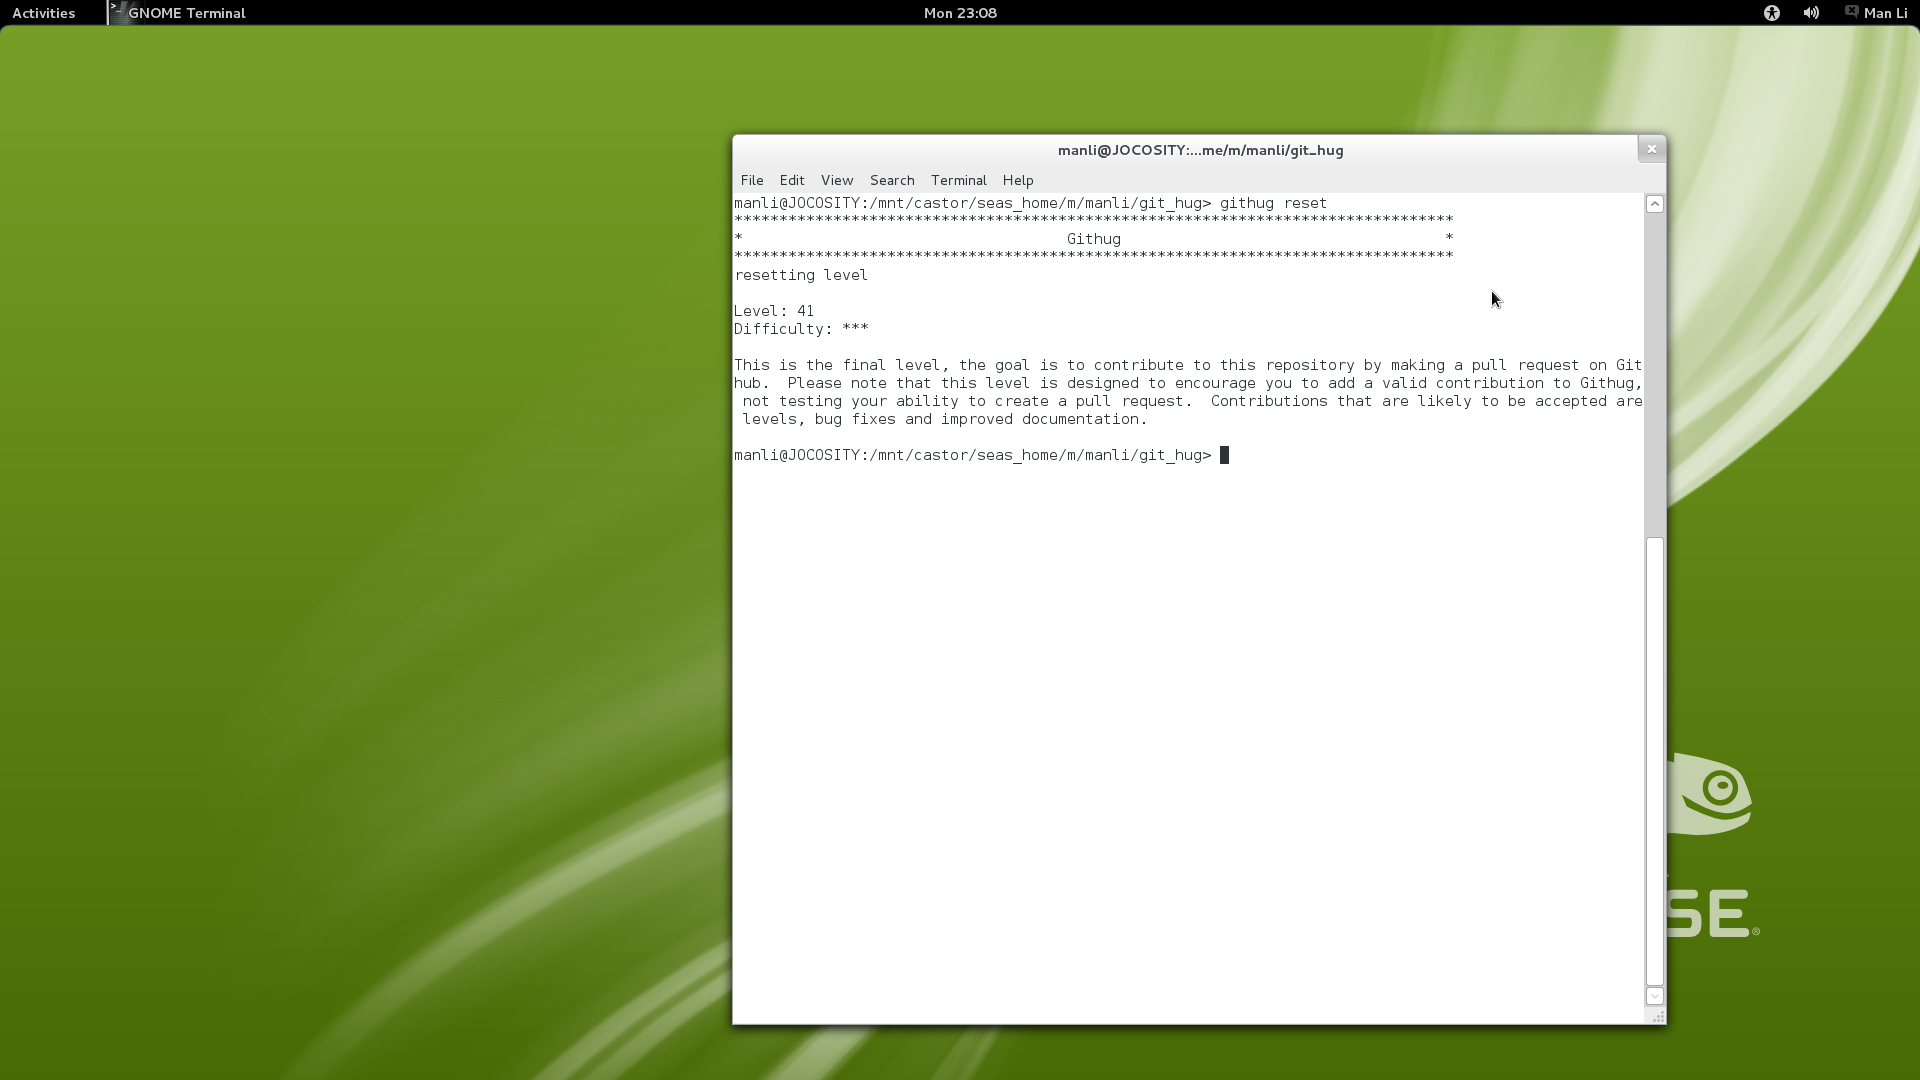 Activities
GNOME Terminal
Mon 23:08
Man Li
manli@JOCOSITY:...me/m/manli/git_hug
File Edit View Search Terminal Help
manli@JOCOSITY:/mnt/castor/seas_home/m/manli/git_hug> githug reset
********************************************************************************
*                                    Githug                                    *
********************************************************************************
resetting level
Level: 41
Difficulty: ***
This is the final level, the goal is to contribute to this repository by making a pull request on Git
hub.  Please note that this level is designed to encourage you to add a valid contribution to Githug,
 not testing your ability to create a pull request.  Contributions that are likely to be accepted are
 levels, bug fixes and improved documentation.
manli@JOCOSITY:/mnt/castor/seas_home/m/manli/git_hug>
SE®